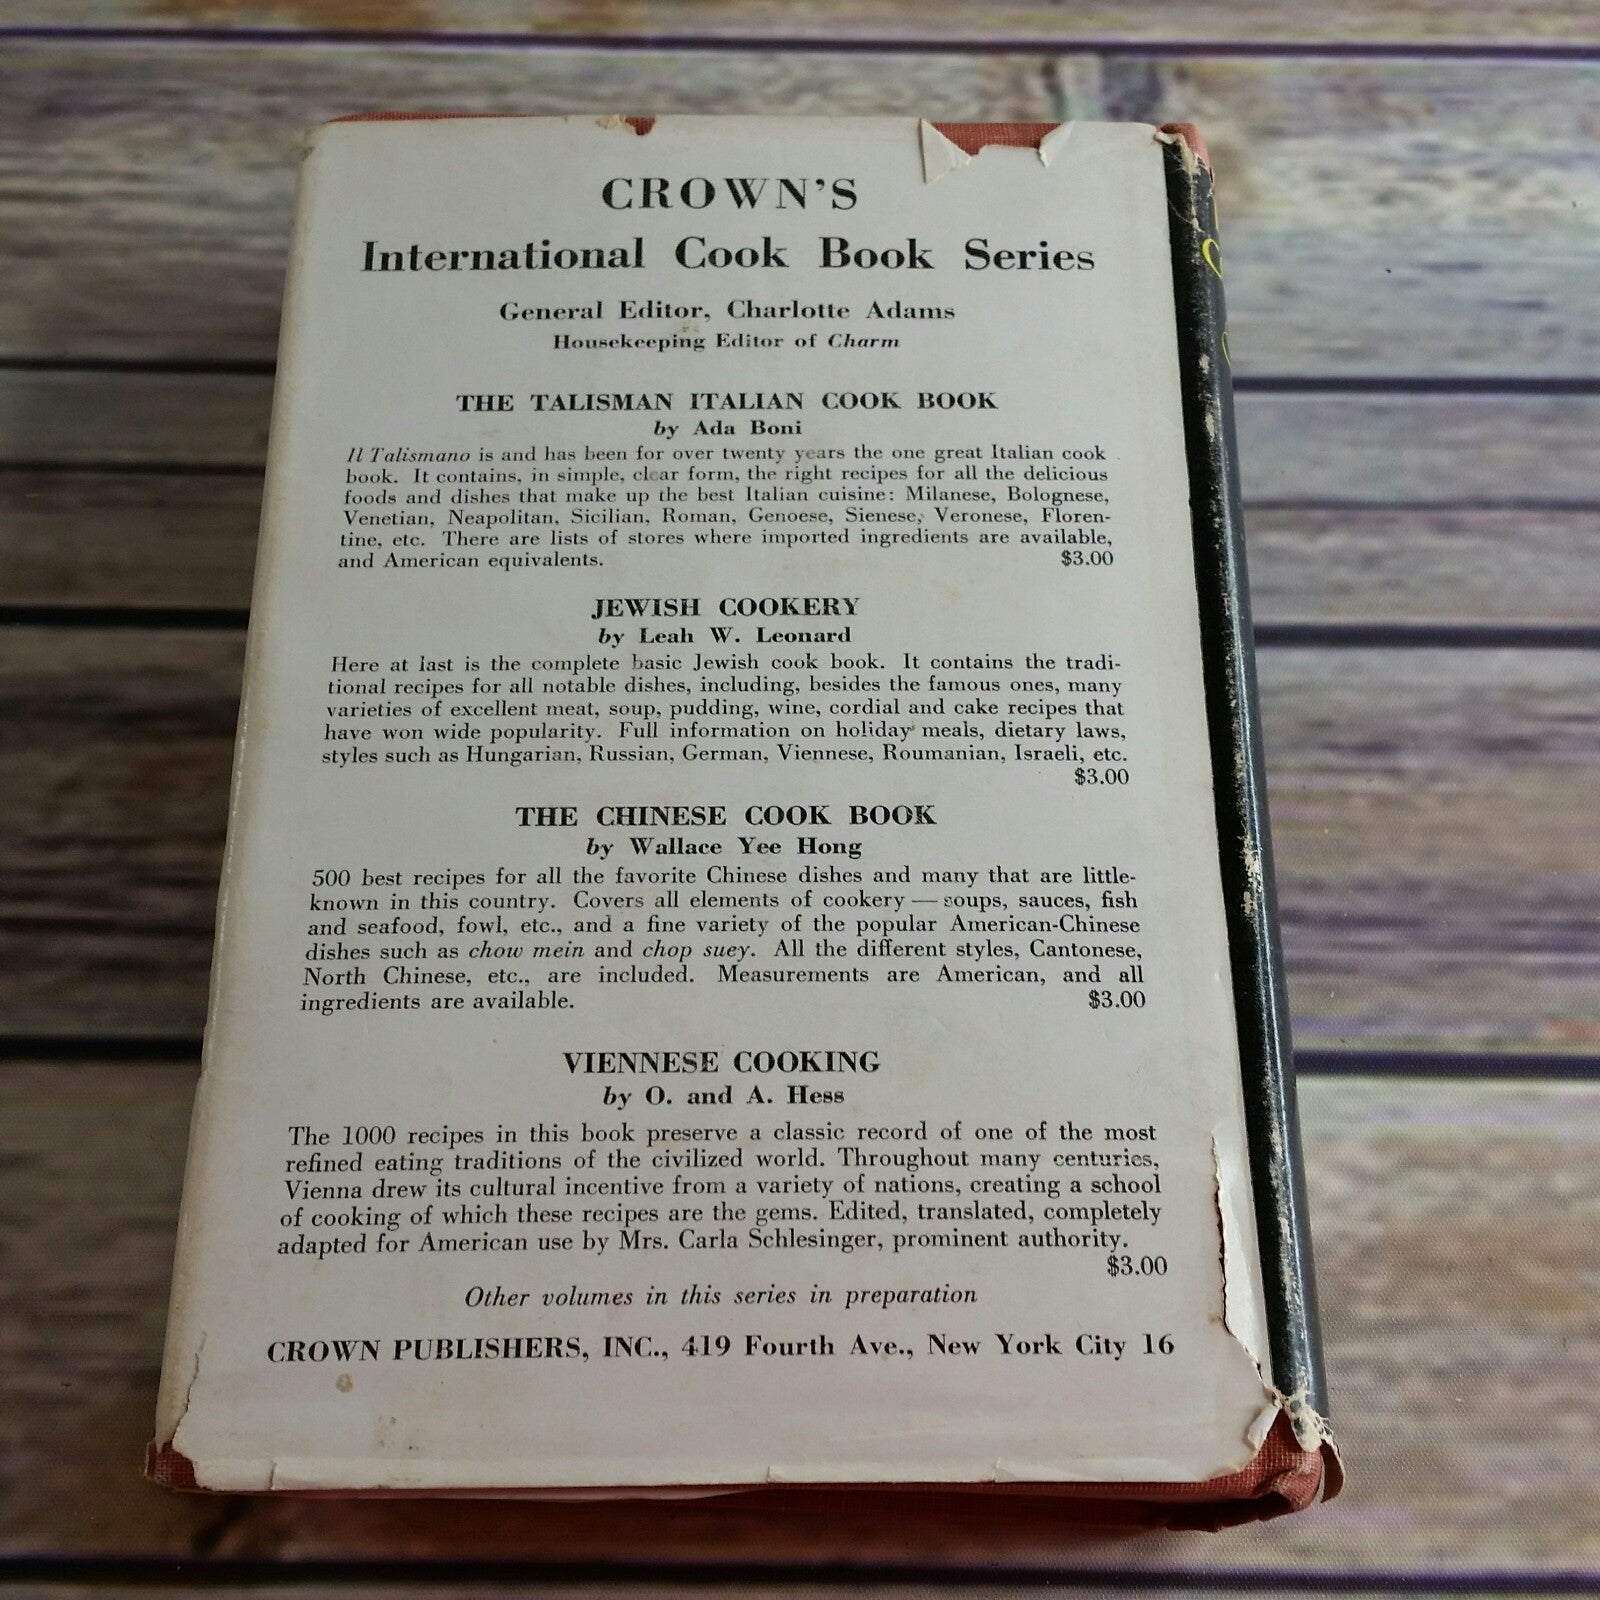 CROWN'S
International Cook Book Series
General Editor, Charlotte Adams
Housekeeping Editor of Charm
THE TALISMAN ITALIAN COOK BOOK
by Ada Boni
Il Talismano is and has been for over twenty years the one great Italian cook
book. It contains, in simple, clear form, the right recipes for all the delicious
foods and dishes that make up the best Italian cuisine: Milanese, Bolognese,
Venetian, Neapolitan, Sicilian, Roman, Genoese, Sienese, Veronese, Floren-
tine, etc. There are lists of stores where imported ingredients are available,
and American equivalents. $3.00
JEWISH COOKERY
by Leah W. Leonard
Here at last is the complete basic Jewish cook book. It contains the tradi-
tional recipes for all notable dishes, including, besides the famous ones, many
varieties of excellent meat, soup, pudding, wine, cordial and cake recipes that
have won wide popularity. Full information on holiday meals, dietary laws,
styles such as Hungarian, Russian, German, Viennese, Roumanian, Israeli, etc.
$3.00
THE CHINESE COOK BOOK
by Wallace Yee Hong
500 best recipes for all the favorite Chinese dishes and many that are little-
known in this country. Covers all elements of cookery — soups, sauces, fish
and seafood, fowl, etc., and a fine variety of the popular American-Chinese
dishes such as chow mein and chop suey. All the different styles, Cantonese,
North Chinese, etc., are included. Measurements are American, and all
ingredients are available. $3.00
VIENNESE COOKING
by O. and A. Hess
The 1000 recipes in this book preserve a classic record of one of the most
refined eating traditions of the civilized world. Throughout many centuries,
Vienna drew its cultural incentive from a variety of nations, creating a school
of cooking of which these recipes are the gems. Edited, translated, completely
adapted for American use by Mrs. Carla Schlesinger, prominent authority.
$3.00
Other volumes in this series in preparation
CROWN PUBLISHERS, INC., 419 Fourth Ave., New York City 16